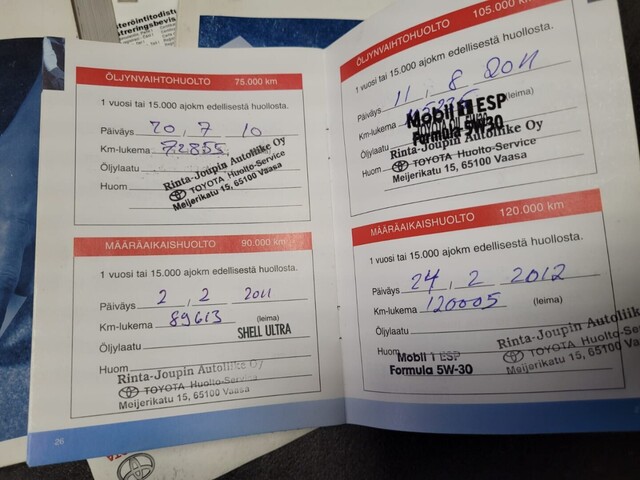 ÖLJYNVAIHTOHUOLTO 75.000 km
1 vuosi tai 15.000 ajokm edellisestä huollosta.
Päiväys 20 . 7 . 10
Km-lukema 72855
Öljylaatu
Huom
Rinta-Joupin Autoliike Oy
TOYOTA Huolto-Service
Meijerikatu 15, 65100 Vaasa
MÄÄRÄAIKAISHUOLTO 90.000 km
1 vuosi tai 15.000 ajokm edellisestä huollosta.
Päiväys 2 . 2 2011
Km-lukema 89613 (leima)
SHELL ULTRA
Öljylaatu
Huom
Rinta-Joupin Autoliike Oy
TOYOTA Huolto-Service
Meijerikatu 15, 65100 Vaasa
26
ÖLJYNVAIHTOHUOLTO 105.000 km
1 vuosi tai 15.000 ajokm edellisestä huollosta.
Päiväys 11 . 8 2011
Km-lukema (leima)
Mobil 1 ESP
Formula 5W-30
Öljylaatu
Huom
Rinta-Joupin Autoliike Oy
TOYOTA Huolto-Service
Meijerikatu 15, 65100 Vaasa
MÄÄRÄAIKAISHUOLTO 120.000 km
1 vuosi tai 15.000 ajokm edellisestä huollosta.
Päiväys 24 . 2 2012
Km-lukema 120005 (leima)
Öljylaatu
Huom
Mobil 1 ESP
Formula 5W-30
Rinta-Joupin Autoliik
TOYOTA Huolto-Service
Meijerikatu 15, 65100 Vaasa